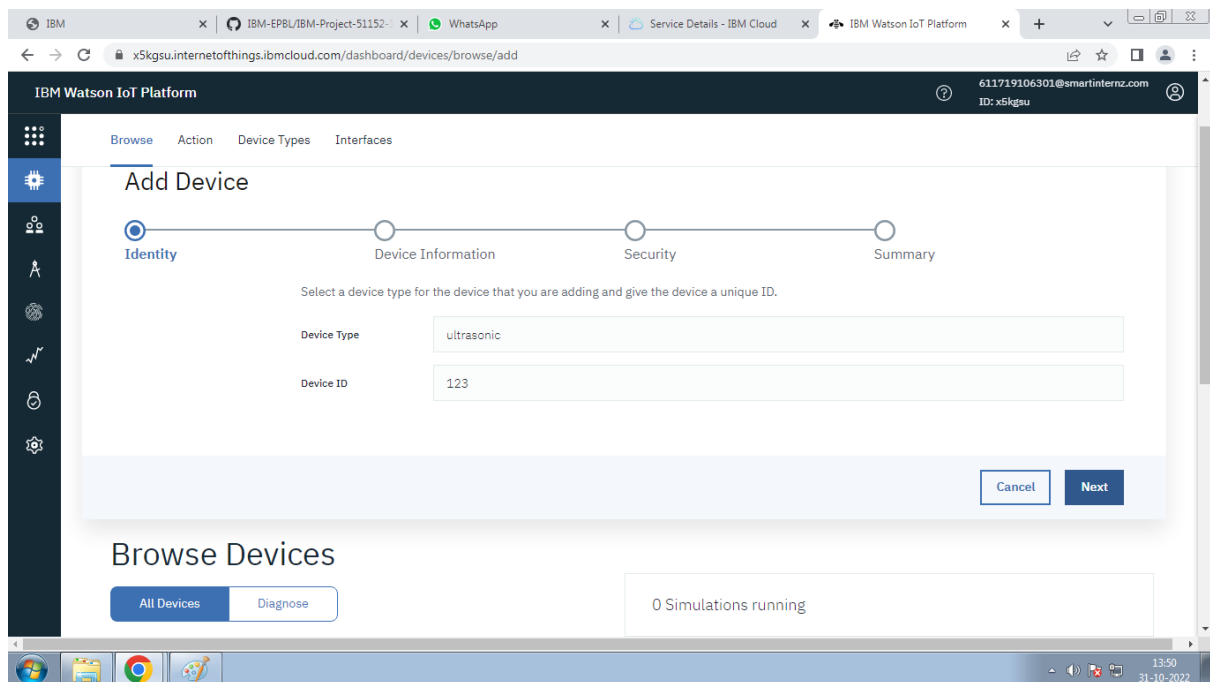 IBM
IBM-EPBL/IBM-Project-51152-
WhatsApp
Service Details - IBM Cloud
IBM Watson IoT Platform
x5kgsu.internetofthings.ibmcloud.com/dashboard/devices/browse/add
IBM Watson IoT Platform
611719106301@smartinternz.com
ID: x5kgsu
Browse Action Device Types Interfaces
Add Device
Identity Device Information Security Summary
Select a device type for the device that you are adding and give the device a unique ID.
Device Type ultrasonic
Device ID 123
Cancel Next
Browse Devices
All Devices Diagnose
0 Simulations running
13:50
31-10-2022